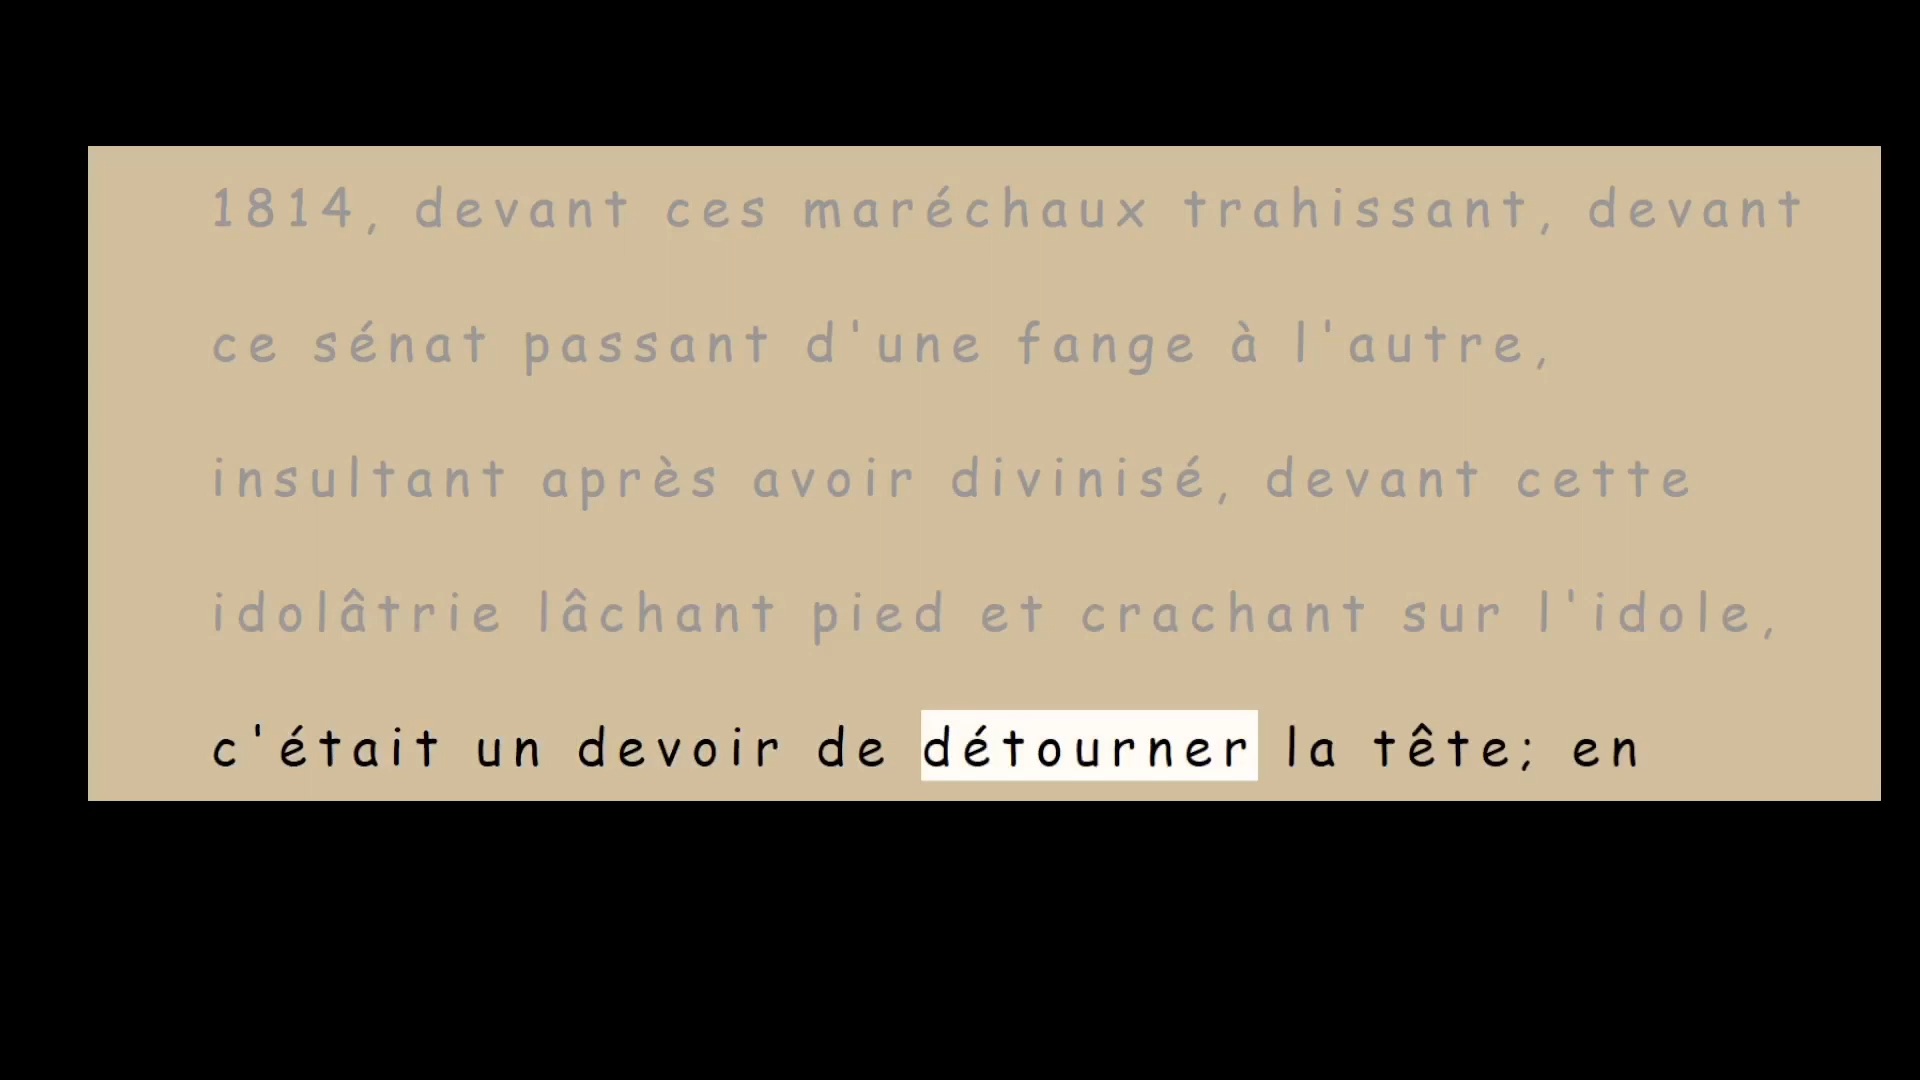 1814, devant ces maréchaux trahissant, devant
ce sénat passant d'une fange à l'autre,
insultant après avoir divinisé, devant cette
idolâtrie lâchant pied et crachant sur l'idole,
c'était un devoir de détourner la tête; en